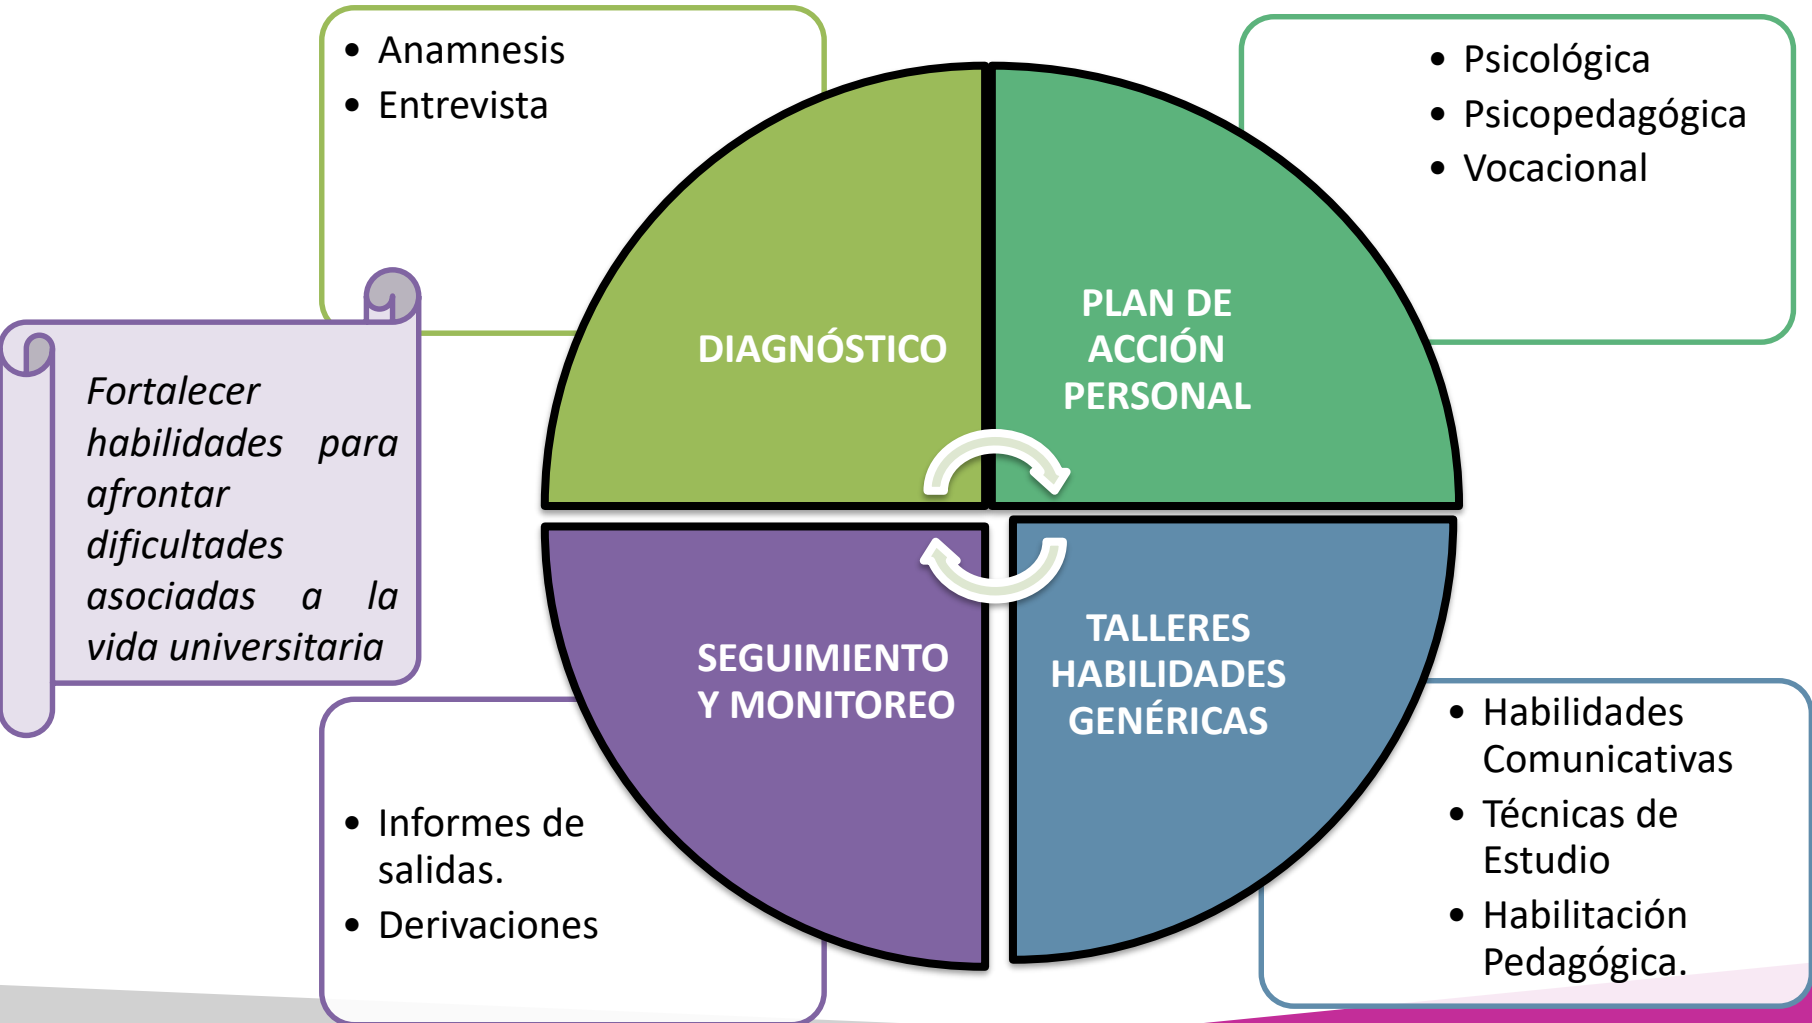 • Anamnesis
• Entrevista
• Psicológica
• Psicopedagógica
• Vocacional
DIAGNÓSTICO
PLAN DE
ACCIÓN
PERSONAL
Fortalecer
habilidades para
afrontar
dificultades
asociadas a la
vida universitaria
SEGUIMIENTO
Y MONITOREO
TALLERES
HABILIDADES
GENÉRICAS
• Informes de
salidas.
• Derivaciones
• Habilidades
Comunicativas
• Técnicas de
Estudio
• Habilitación
Pedagógica.